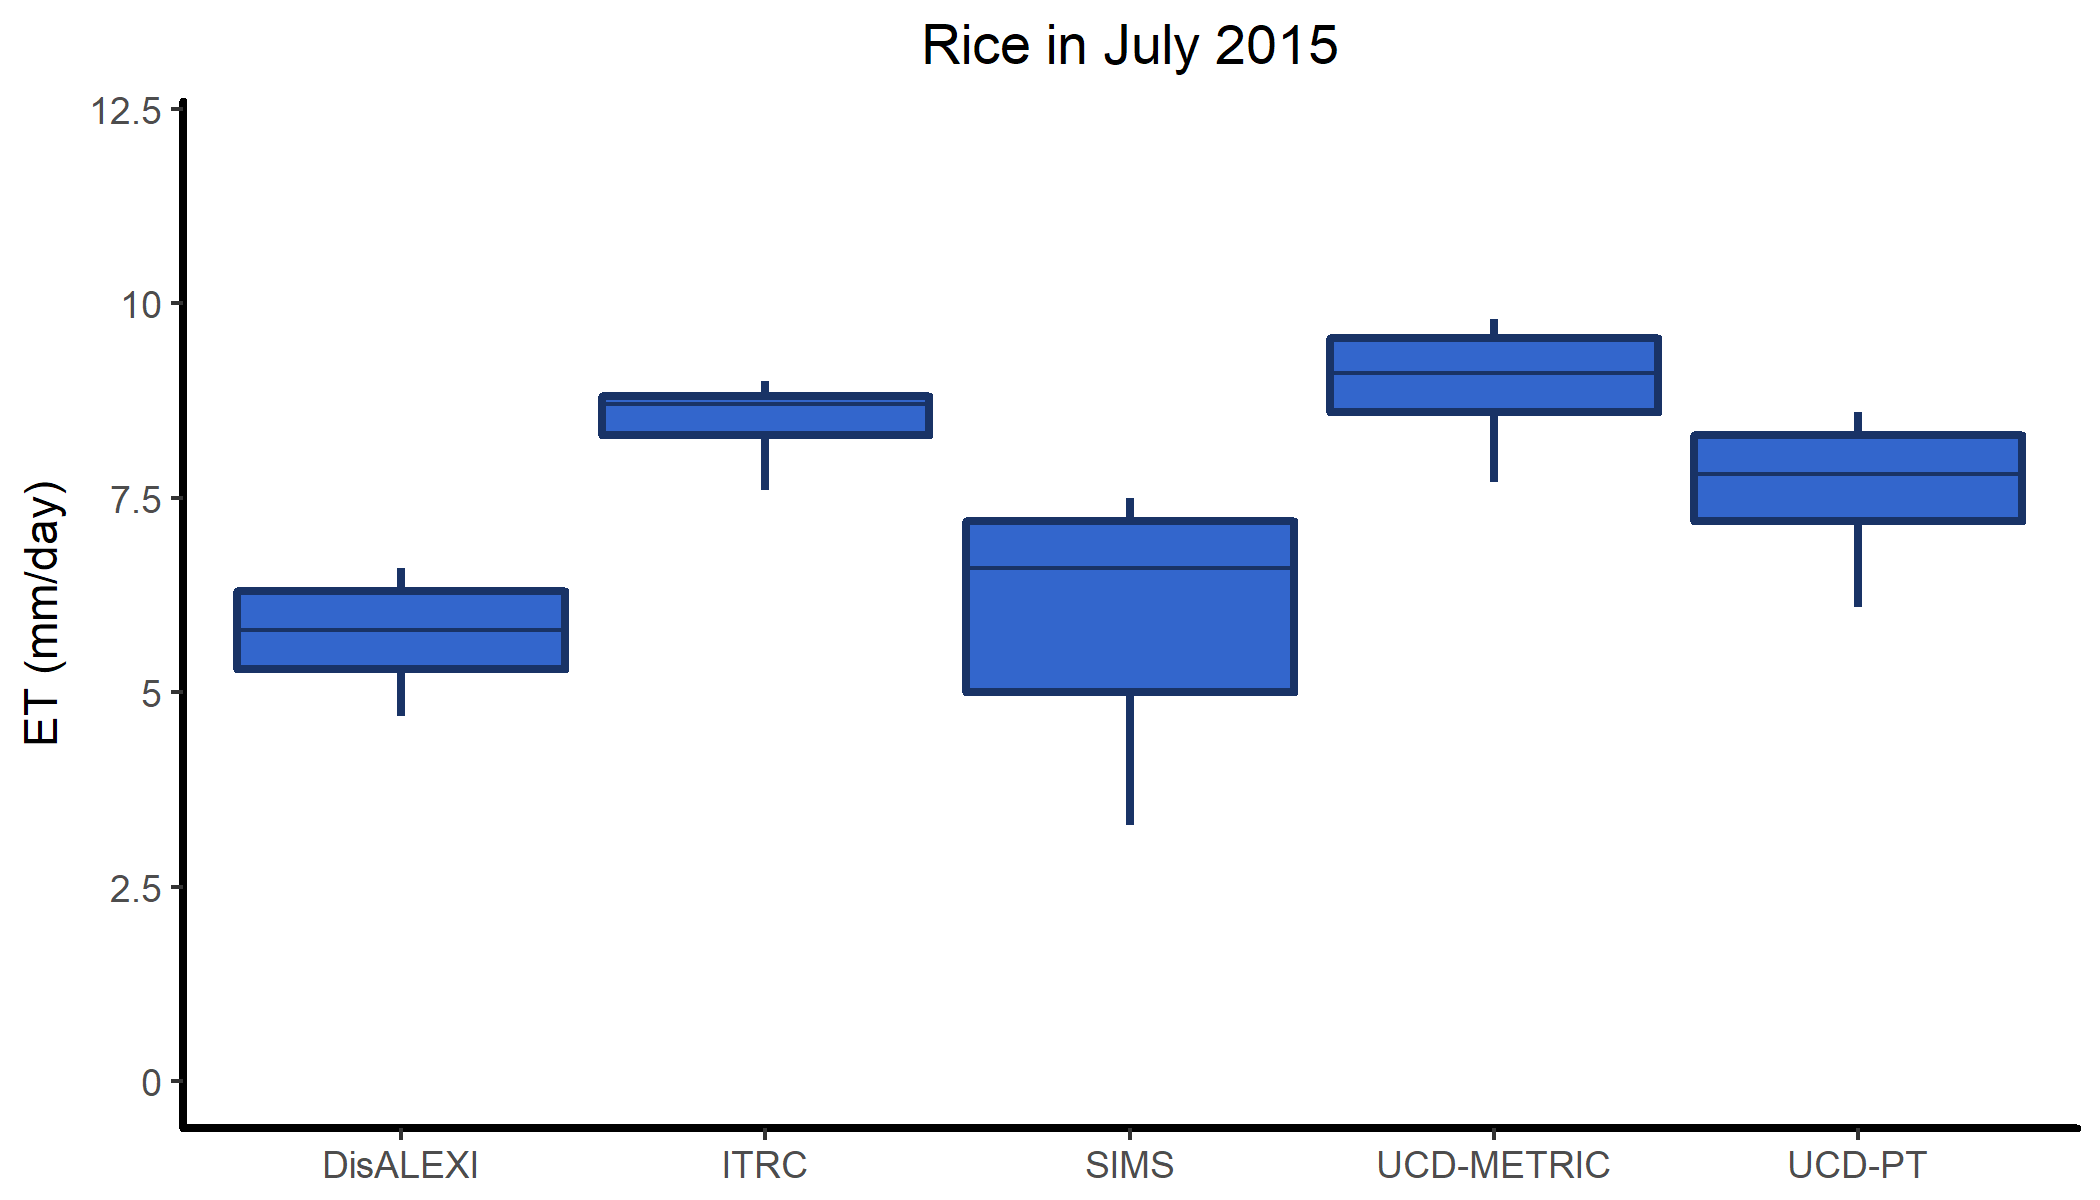 Rice in July 2015
12.5
10
7.5
5
2.5
0
ET (mm/day)
DisALEXI
ITRC
SIMS
UCD-METRIC
UCD-PT